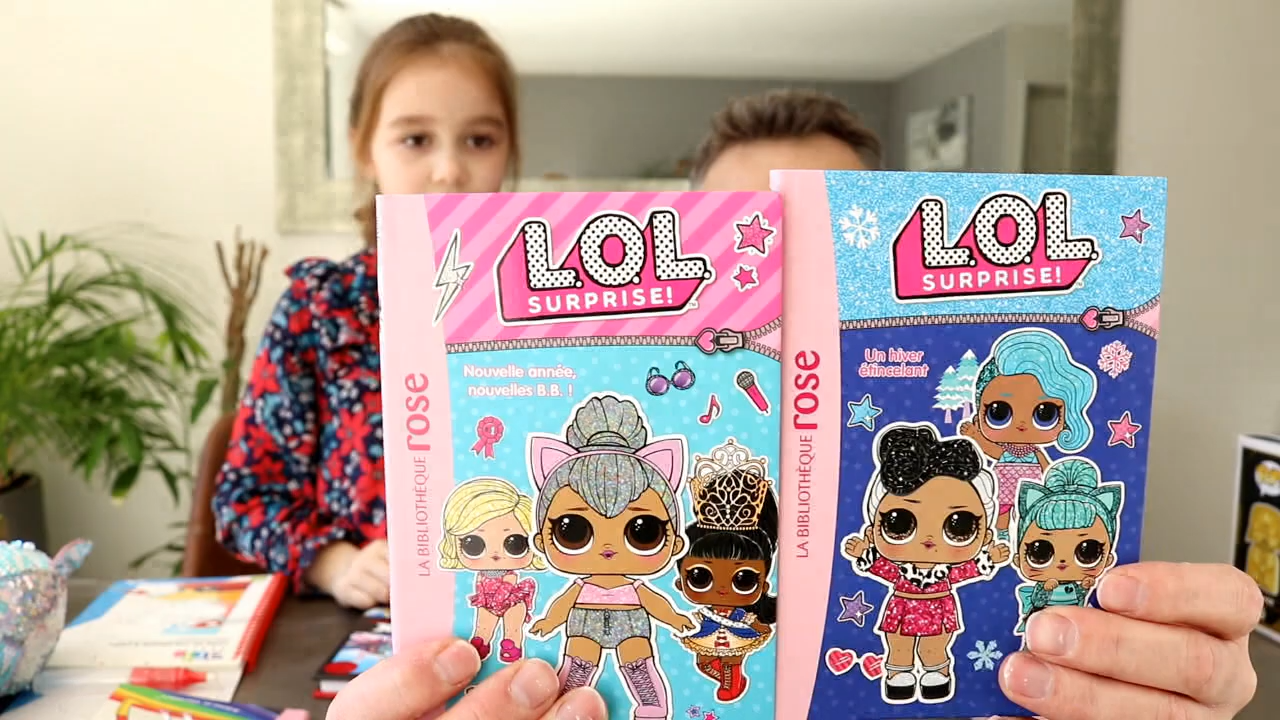 L.O.L.
SURPRISE!
Nouvelle année,
nouvelles B.B. !
LA BIBLIOTHÈQUE rose
L.O.L.
SURPRISE!
Un hiver
étincelant
LA BIBLIOTHÈQUE rose